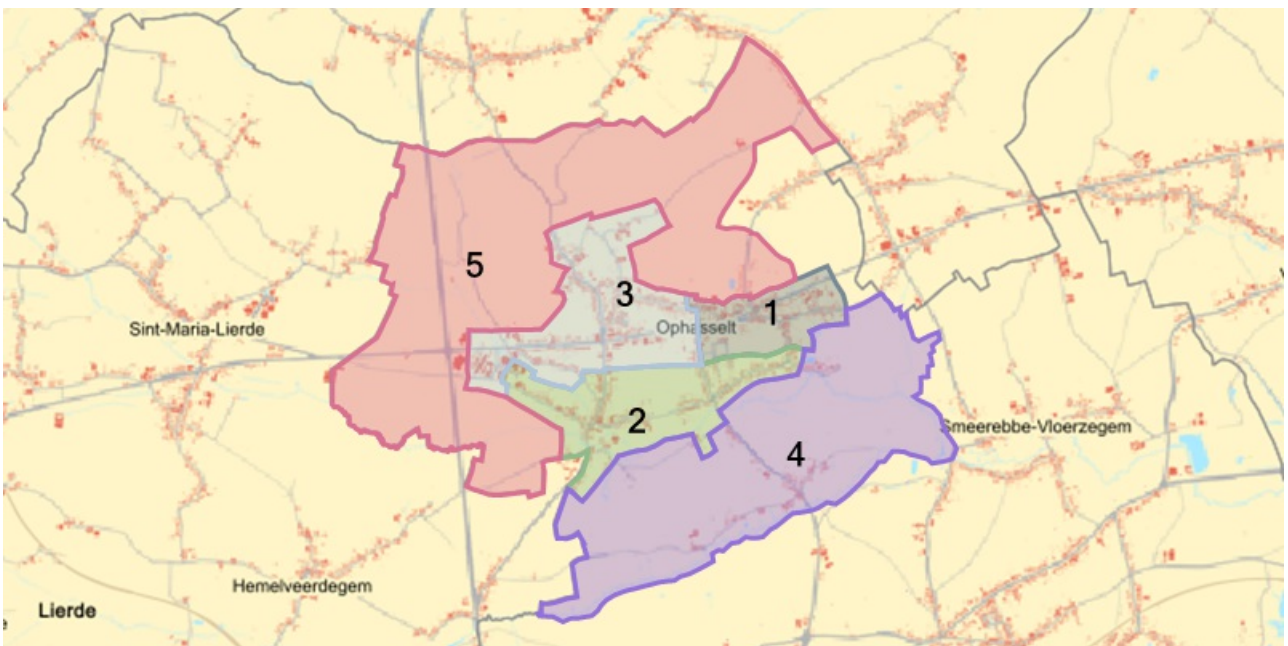 5
3
1
Ophasselt
Sint-Maria-Lierde
2
Smeerebbe-Vloerzegem
4
Hemelveerdegem
Lierde